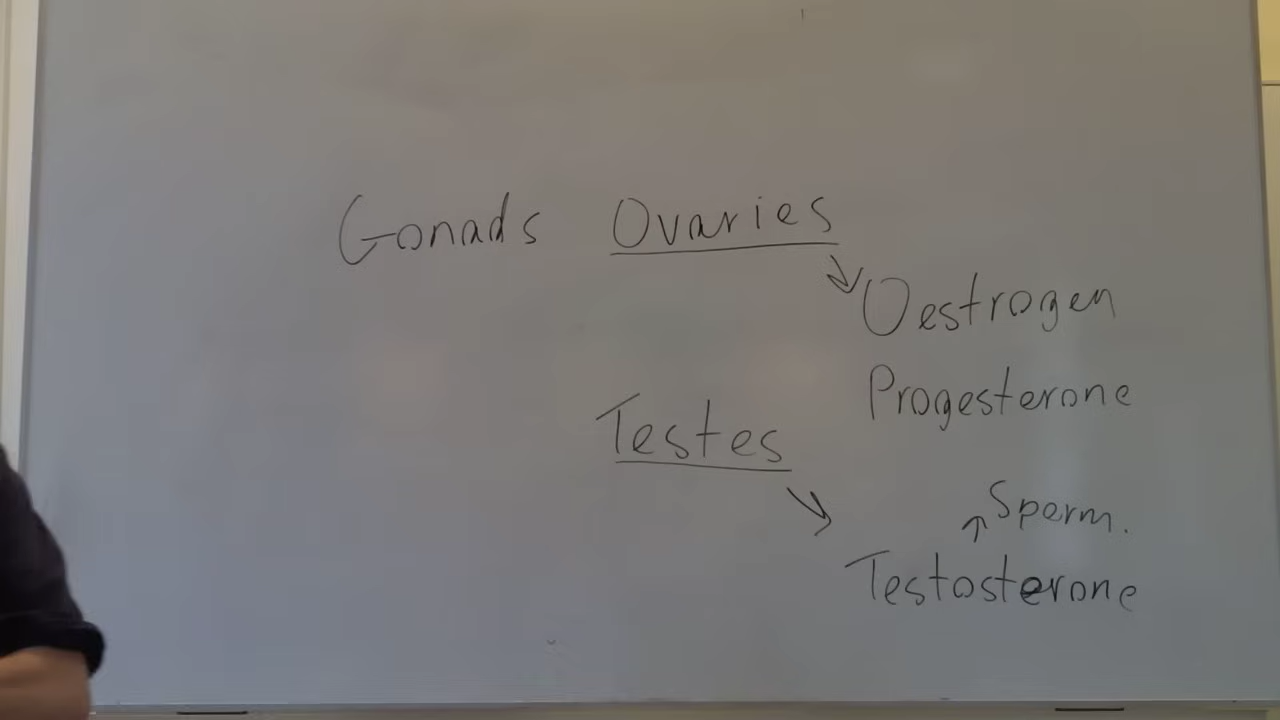 Gonads Ovaries
↘ Oestrogen
Progesterone
Testes
↘
↑ Sperm.
Testosterone